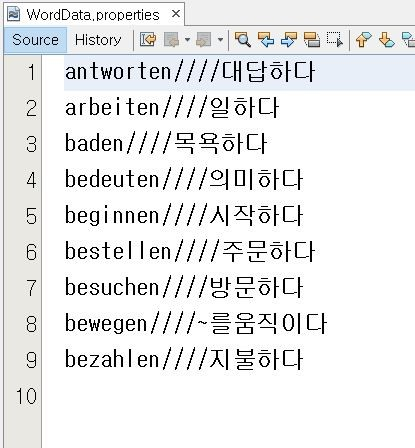 WordData.properties
Source History
1 antworten////대답하다
2 arbeiten////일하다
3 baden////목욕하다
4 bedeuten////의미하다
5 beginnen////시작하다
6 bestellen////주문하다
7 besuchen////방문하다
8 bewegen////~를움직이다
9 bezahlen////지불하다
10